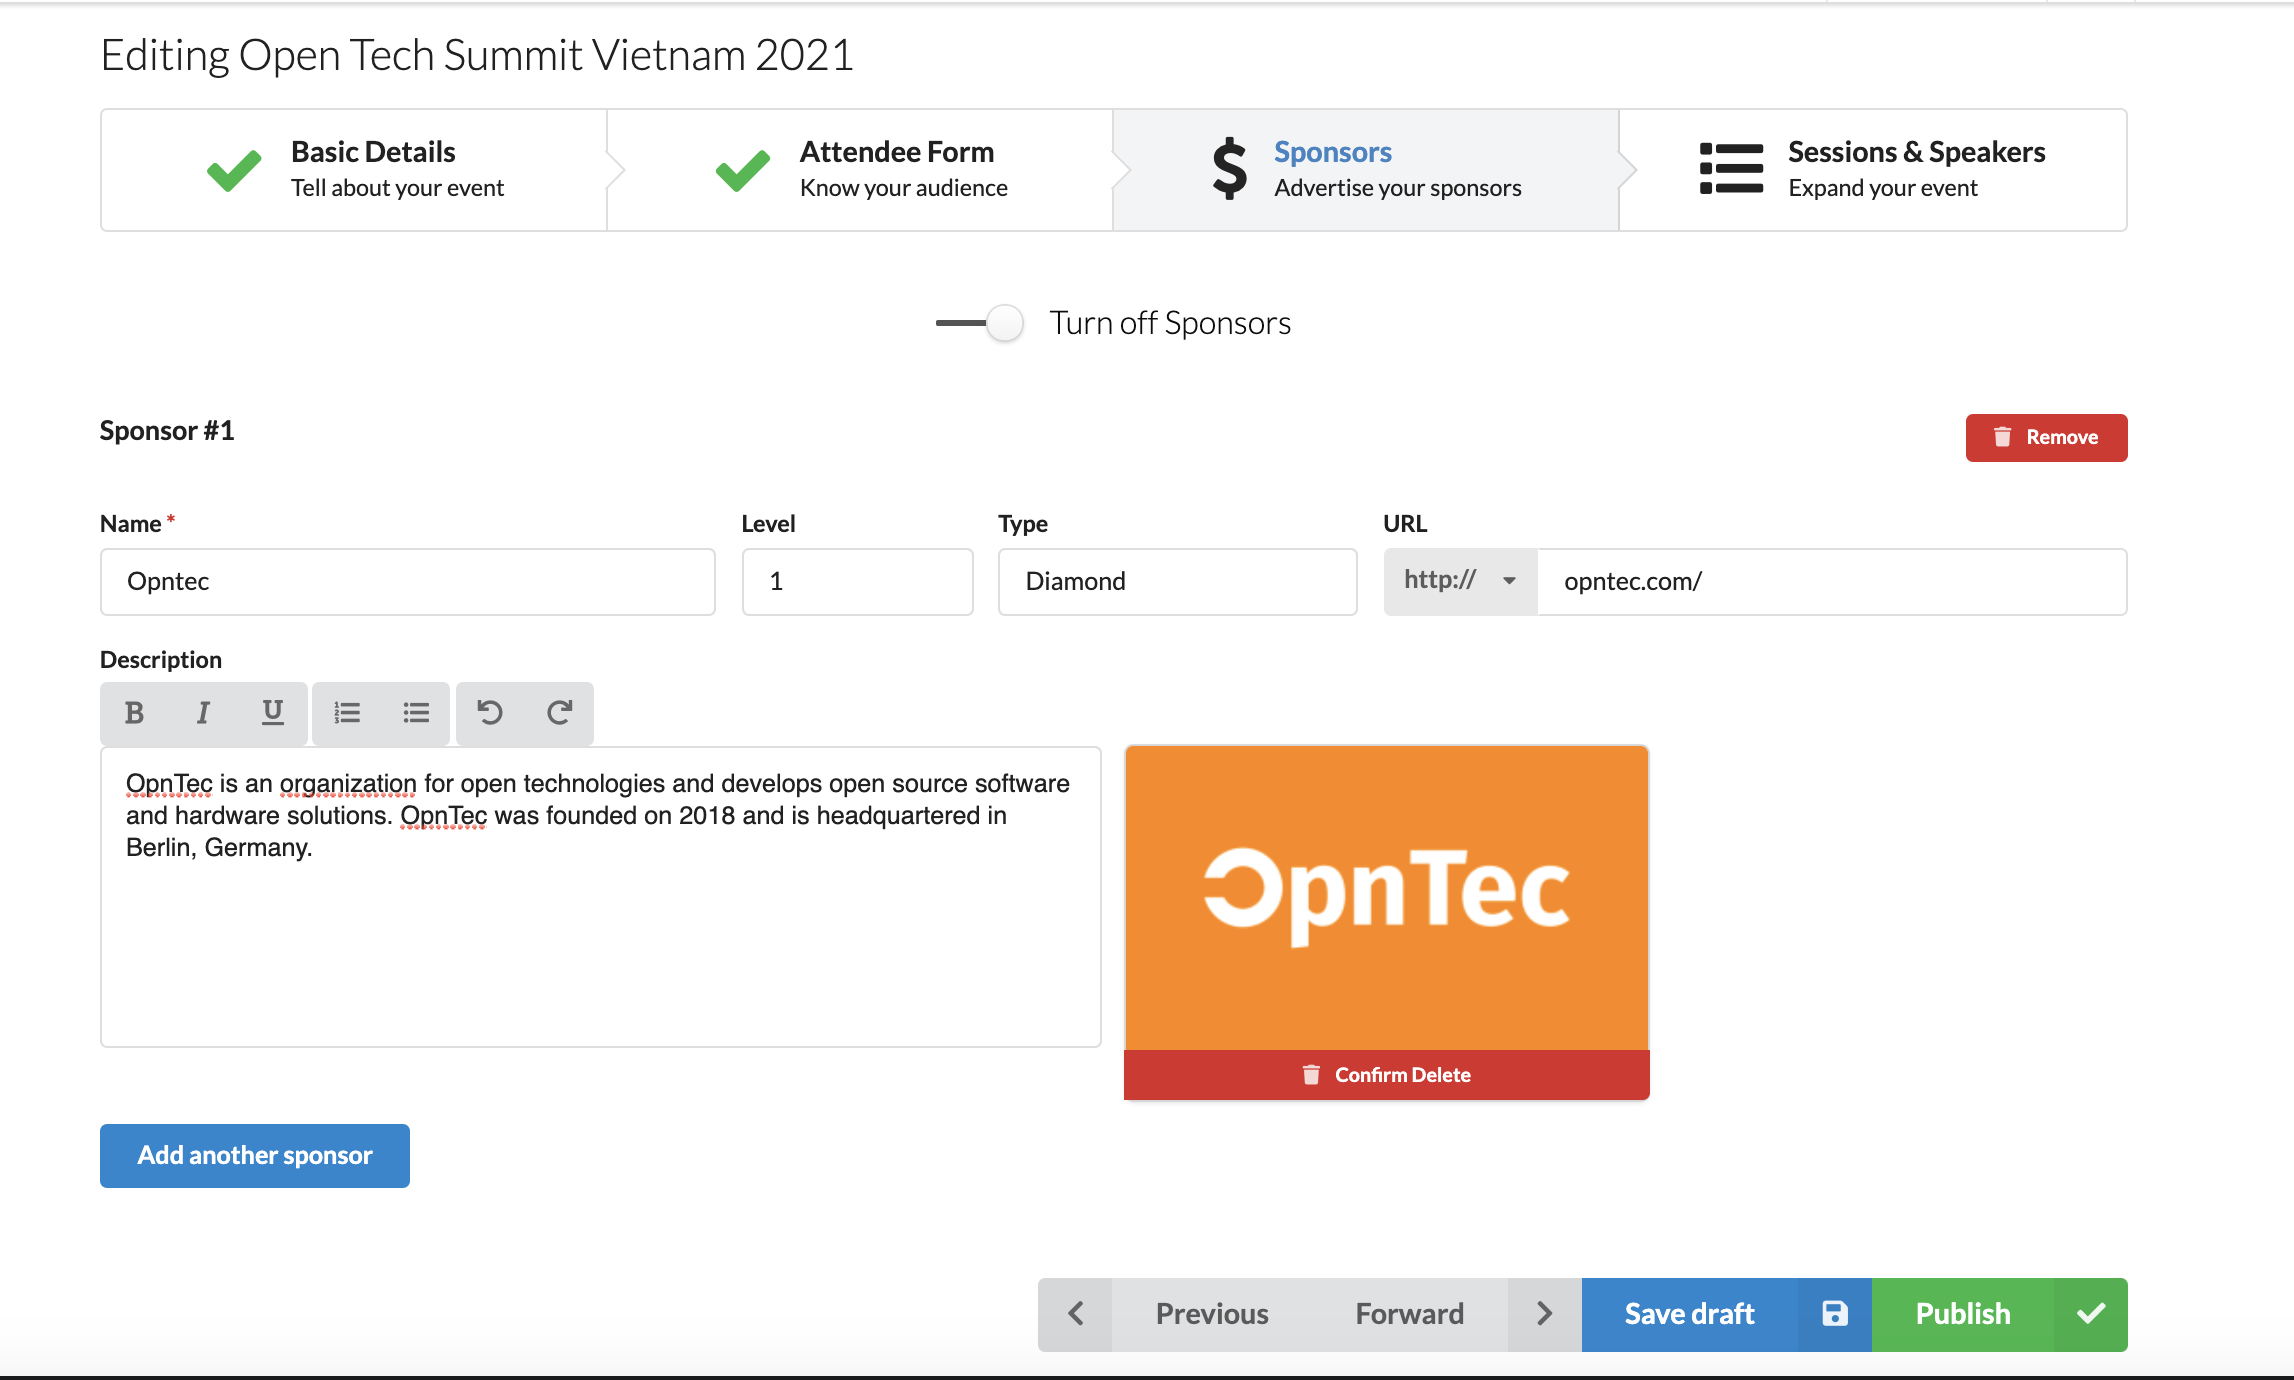 Editing Open Tech Summit Vietnam 2021
Basic Details
Tell about your event
Attendee Form
Know your audience
Sponsors
Advertise your sponsors
Sessions & Speakers
Expand your event
Turn off Sponsors
Sponsor #1
Remove
Name *
Level
Type
URL
Opntec
1
Diamond
http://
opntec.com/
Description
B I U
OpnTec is an organization for open technologies and develops open source software
and hardware solutions. OpnTec was founded on 2018 and is headquartered in
Berlin, Germany.
OpnTec
Confirm Delete
Add another sponsor
Previous
Forward
Save draft
Publish